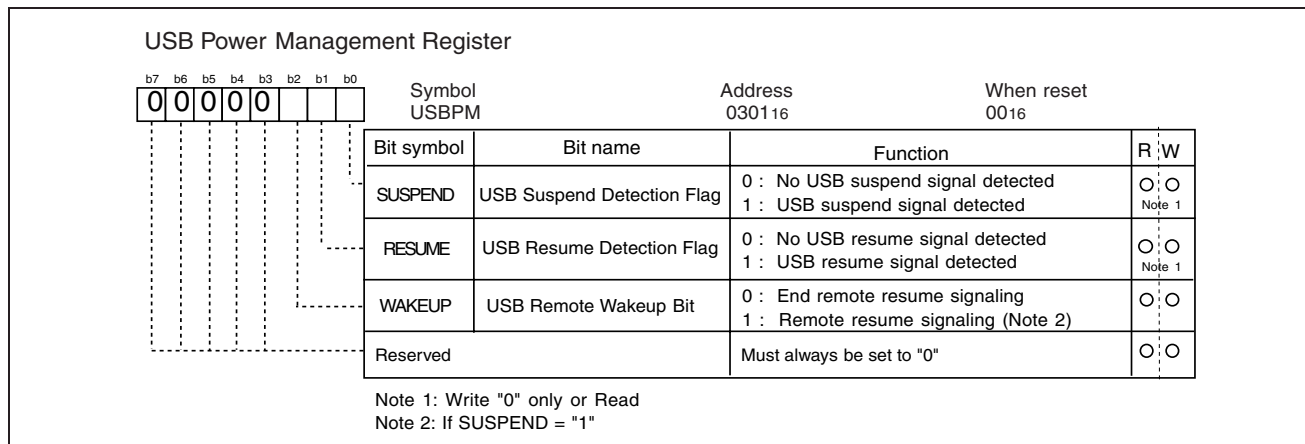 USB Power Management Register
b7 b6 b5 b4 b3 b2 b1 b0
0 0 0 0 0
Symbol Address When reset
USBPM 030116 0016
Bit symbol Bit name Function R W
SUSPEND USB Suspend Detection Flag 0 : No USB suspend signal detected
1 : USB suspend signal detected
O O
Note 1
RESUME USB Resume Detection Flag 0 : No USB resume signal detected
1 : USB resume signal detected
O O
Note 1
WAKEUP USB Remote Wakeup Bit 0 : End remote resume signaling
1 : Remote resume signaling (Note 2)
O O
Reserved Must always be set to "0" O O
Note 1: Write "0" only or Read
Note 2: If SUSPEND = "1"